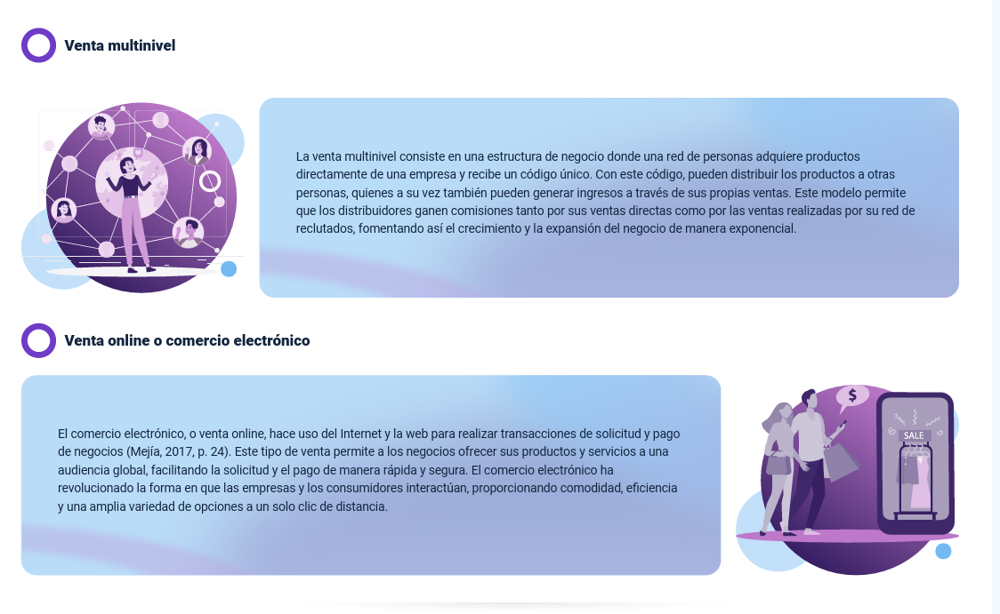 Venta multinivel
La venta multinivel consiste en una estructura de negocio donde una red de personas adquiere productos
directamente de una empresa y recibe un código único. Con este código, pueden distribuir los productos a otras
personas, quienes a su vez también pueden generar ingresos a través de sus propias ventas. Este modelo permite
que los distribuidores ganen comisiones tanto por sus ventas directas como por las ventas realizadas por su red de
reclutados, fomentando así el crecimiento y la expansión del negocio de manera exponencial.
Venta online o comercio electrónico
El comercio electrónico, o venta online, hace uso del Internet y la web para realizar transacciones de solicitud y pago
de negocios (Mejía, 2017, p. 24). Este tipo de venta permite a los negocios ofrecer sus productos y servicios a una
audiencia global, facilitando la solicitud y el pago de manera rápida y segura. El comercio electrónico ha
revolucionado la forma en que las empresas y los consumidores interactúan, proporcionando comodidad, eficiencia
y una amplia variedad de opciones a un solo clic de distancia.
$
SALE